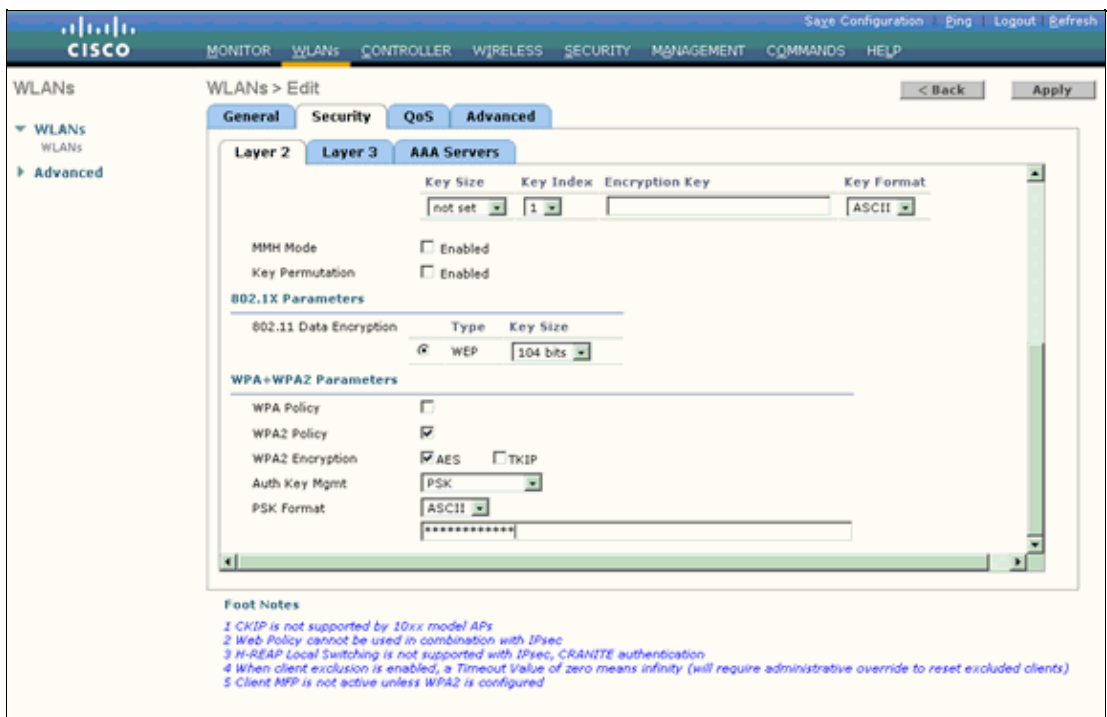 Save Configuration Ping Logout Refresh
CISCO
MONITOR WLANs CONTROLLER WIRELESS SECURITY MANAGEMENT COMMANDS HELP
WLANs
WLANs > Edit
< Back Apply
General Security QoS Advanced
WLANs
WLANs
Advanced
Layer 2 Layer 3 AAA Servers
Key Size Key Index Encryption Key Key Format
not set 1 ASCII
MMH Mode Enabled
Key Permutation Enabled
802.1X Parameters
802.11 Data Encryption Type Key Size
WEP 104 bits
WPA+WPA2 Parameters
WPA Policy
WPA2 Policy
WPA2 Encryption AES TKIP
Auth Key Mgmt PSK
PSK Format ASCII
************
Foot Notes
1 CKIP is not supported by 10xx model APs
2 Web Policy cannot be used in combination with IPsec
3 H-REAP Local Switching is not supported with IPsec, CRANITE authentication
4 When client exclusion is enabled, a Timeout Value of zero means infinity (will require administrative override to reset excluded clients)
5 Client MFP is not active unless WPA2 is configured